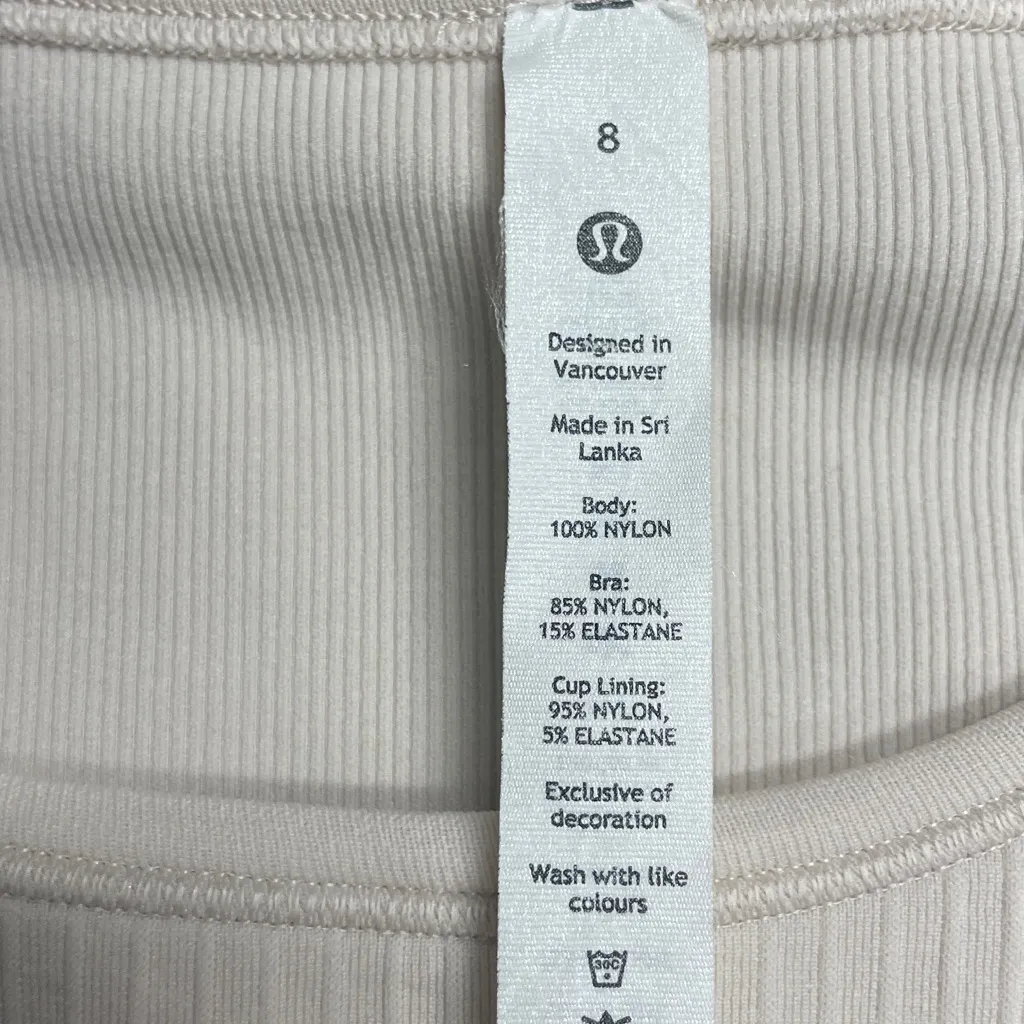 8
Designed in
Vancouver
Made in Sri
Lanka
Body:
100% NYLON
Bra:
85% NYLON,
15% ELASTANE
Cup Lining:
95% NYLON,
5% ELASTANE
Exclusive of
decoration
Wash with like
colours
30C